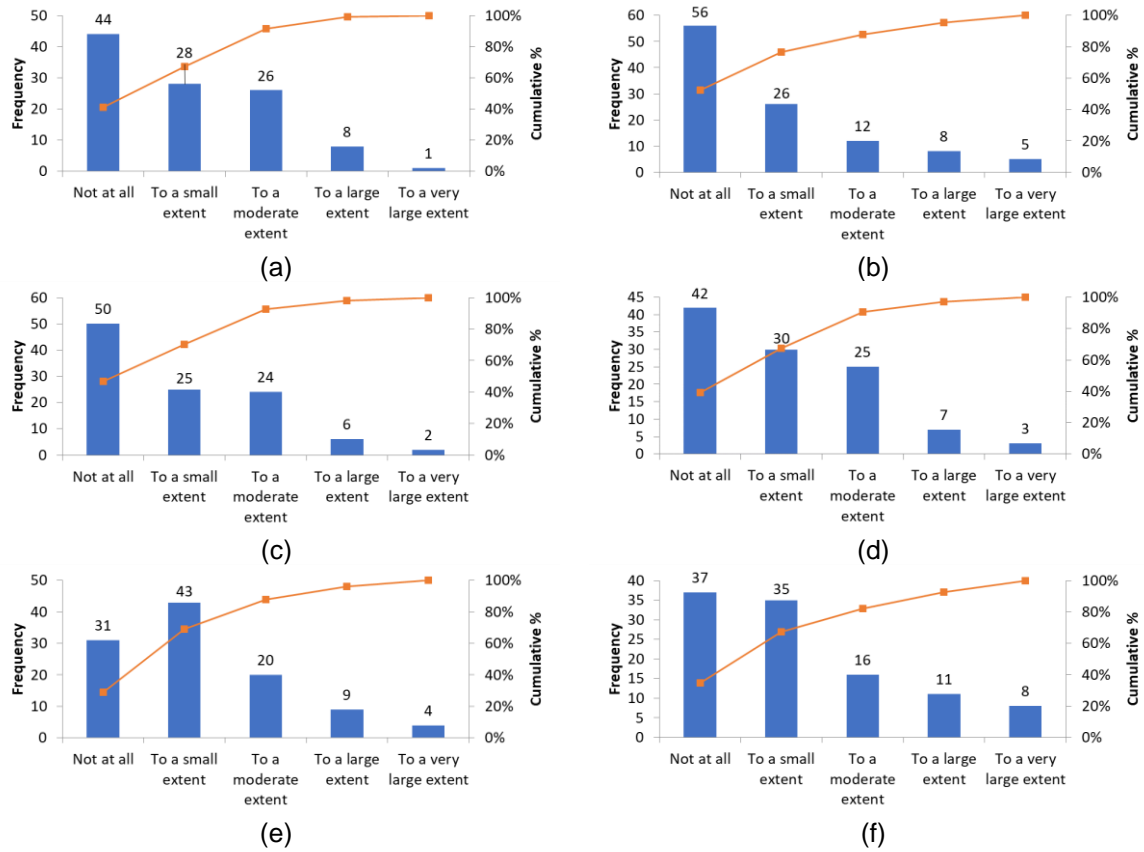 Frequency
50
40
30
20
10
0
44
28
26
8
1
100%
80%
60%
40%
20%
0%
Cumulative %
Not at all
To a small
extent
To a
moderate
extent
To a large
extent
To a very
large extent
(a)
Frequency
60
50
40
30
20
10
0
56
26
12
8
5
100%
80%
60%
40%
20%
0%
Cumulative %
Not at all
To a small
extent
To a
moderate
extent
To a large
extent
To a very
large extent
(b)
Frequency
60
50
40
30
20
10
0
50
25
24
6
2
100%
80%
60%
40%
20%
0%
Cumulative %
Not at all
To a small
extent
To a
moderate
extent
To a large
extent
To a very
large extent
(c)
Frequency
45
40
35
30
25
20
15
10
5
0
42
30
25
7
3
100%
80%
60%
40%
20%
0%
Cumulative %
Not at all
To a small
extent
To a
moderate
extent
To a large
extent
To a very
large extent
(d)
Frequency
50
40
30
20
10
0
31
43
20
9
4
100%
80%
60%
40%
20%
0%
Cumulative %
Not at all
To a small
extent
To a
moderate
extent
To a large
extent
To a very
large extent
(e)
Frequency
40
35
30
25
20
15
10
5
0
37
35
16
11
8
100%
80%
60%
40%
20%
0%
Cumulative %
Not at all
To a small
extent
To a
moderate
extent
To a large
extent
To a very
large extent
(f)